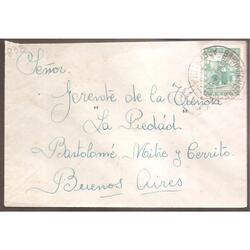 Señor.
Gerente de la Tienda
"La Piedad"
Bartolomé Mitre y Cerrito.
Buenos Aires